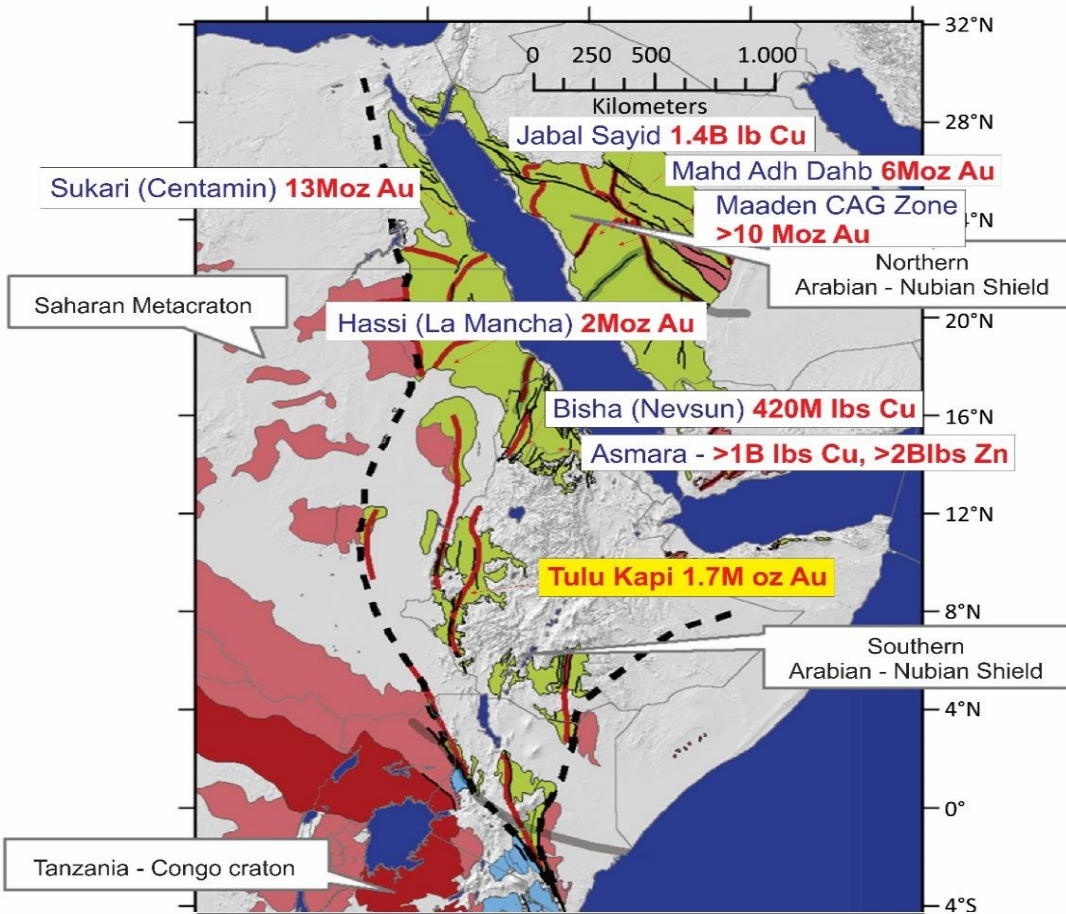 32°N
0 250 500 1.000
Kilometers
28°N
Jabal Sayid 1.4B lb Cu
Mahd Adh Dahb 6Moz Au
Sukari (Centamin) 13Moz Au
Maaden CAG Zone
>10 Moz Au
4°N
Northern
Arabian - Nubian Shield
Saharan Metacraton
20°N
Hassi (La Mancha) 2Moz Au
Bisha (Nevsun) 420M lbs Cu
16°N
Asmara - >1B lbs Cu, >2Blbs Zn
12°N
Tulu Kapi 1.7M oz Au
8°N
Southern
Arabian - Nubian Shield
4°N
0°
Tanzania - Congo craton
4°S